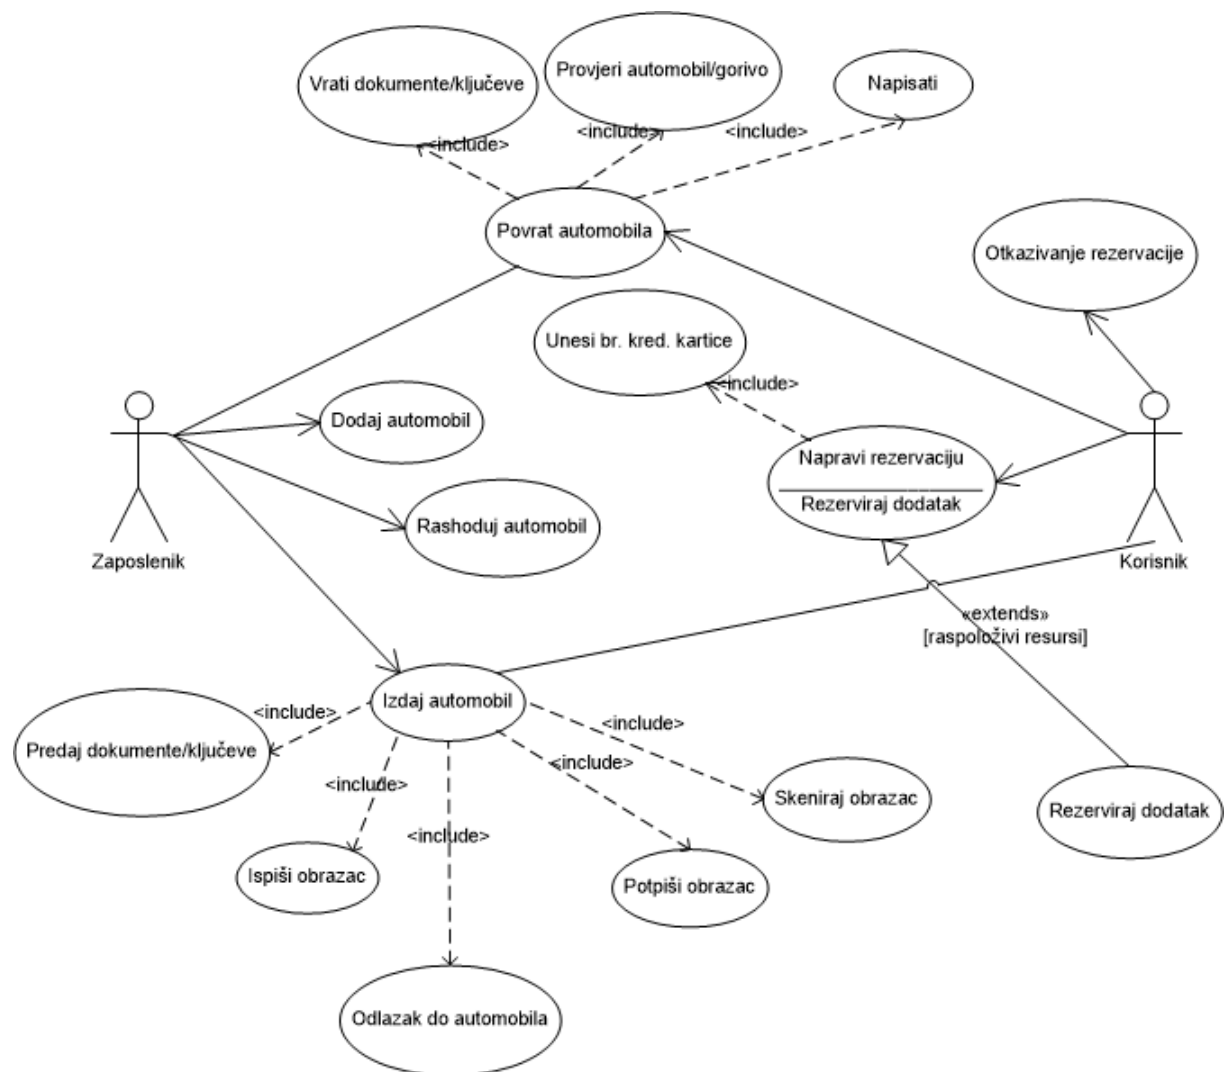 Vrati dokumente/ključeve
Provjeri automobil/gorivo
Napisati
<include>
<include>
<include>
Povrat automobila
Otkazivanje rezervacije
Unesi br. kred. kartice
<include>
Dodaj automobil
Napravi rezervaciju
Rezerviraj dodatak
Rashoduj automobil
Zaposlenik
Korisnik
«extends»
[raspoloživi resursi]
Izdaj automobil
<include>
<include>
Predaj dokumente/ključeve
<include>
<include>
<include>
Skeniraj obrazac
Rezerviraj dodatak
Ispiši obrazac
Potpiši obrazac
Odlazak do automobila